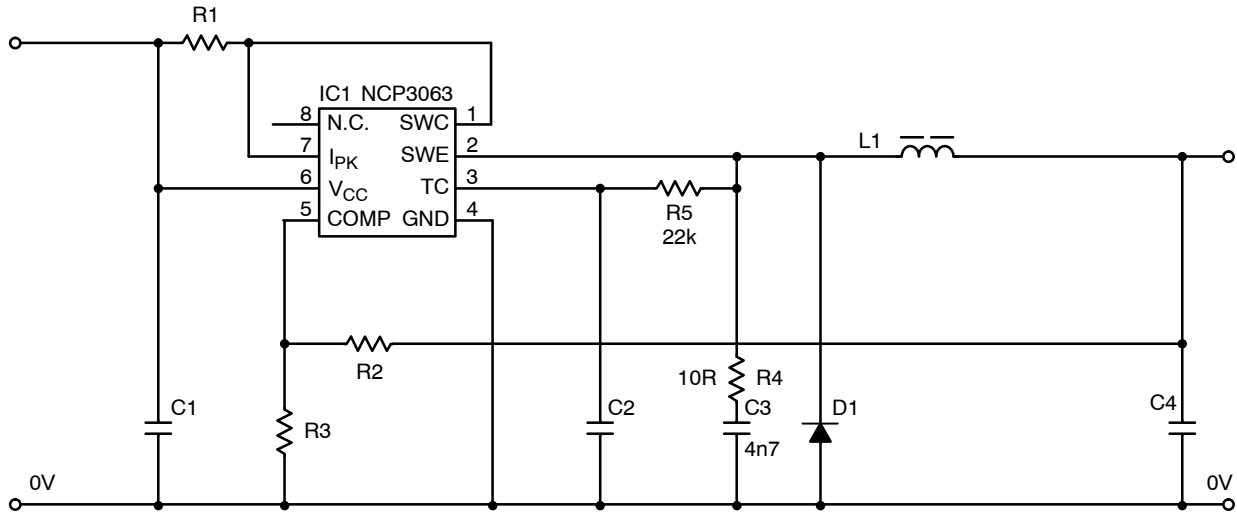 R1
IC1 NCP3063
8 N.C. SWC 1
7 IPK SWE 2
6 VCC TC 3
5 COMP GND 4
L1
R5
22k
R2
10R R4
C1
R3
C2
C3
4n7
D1
C4
0V
0V